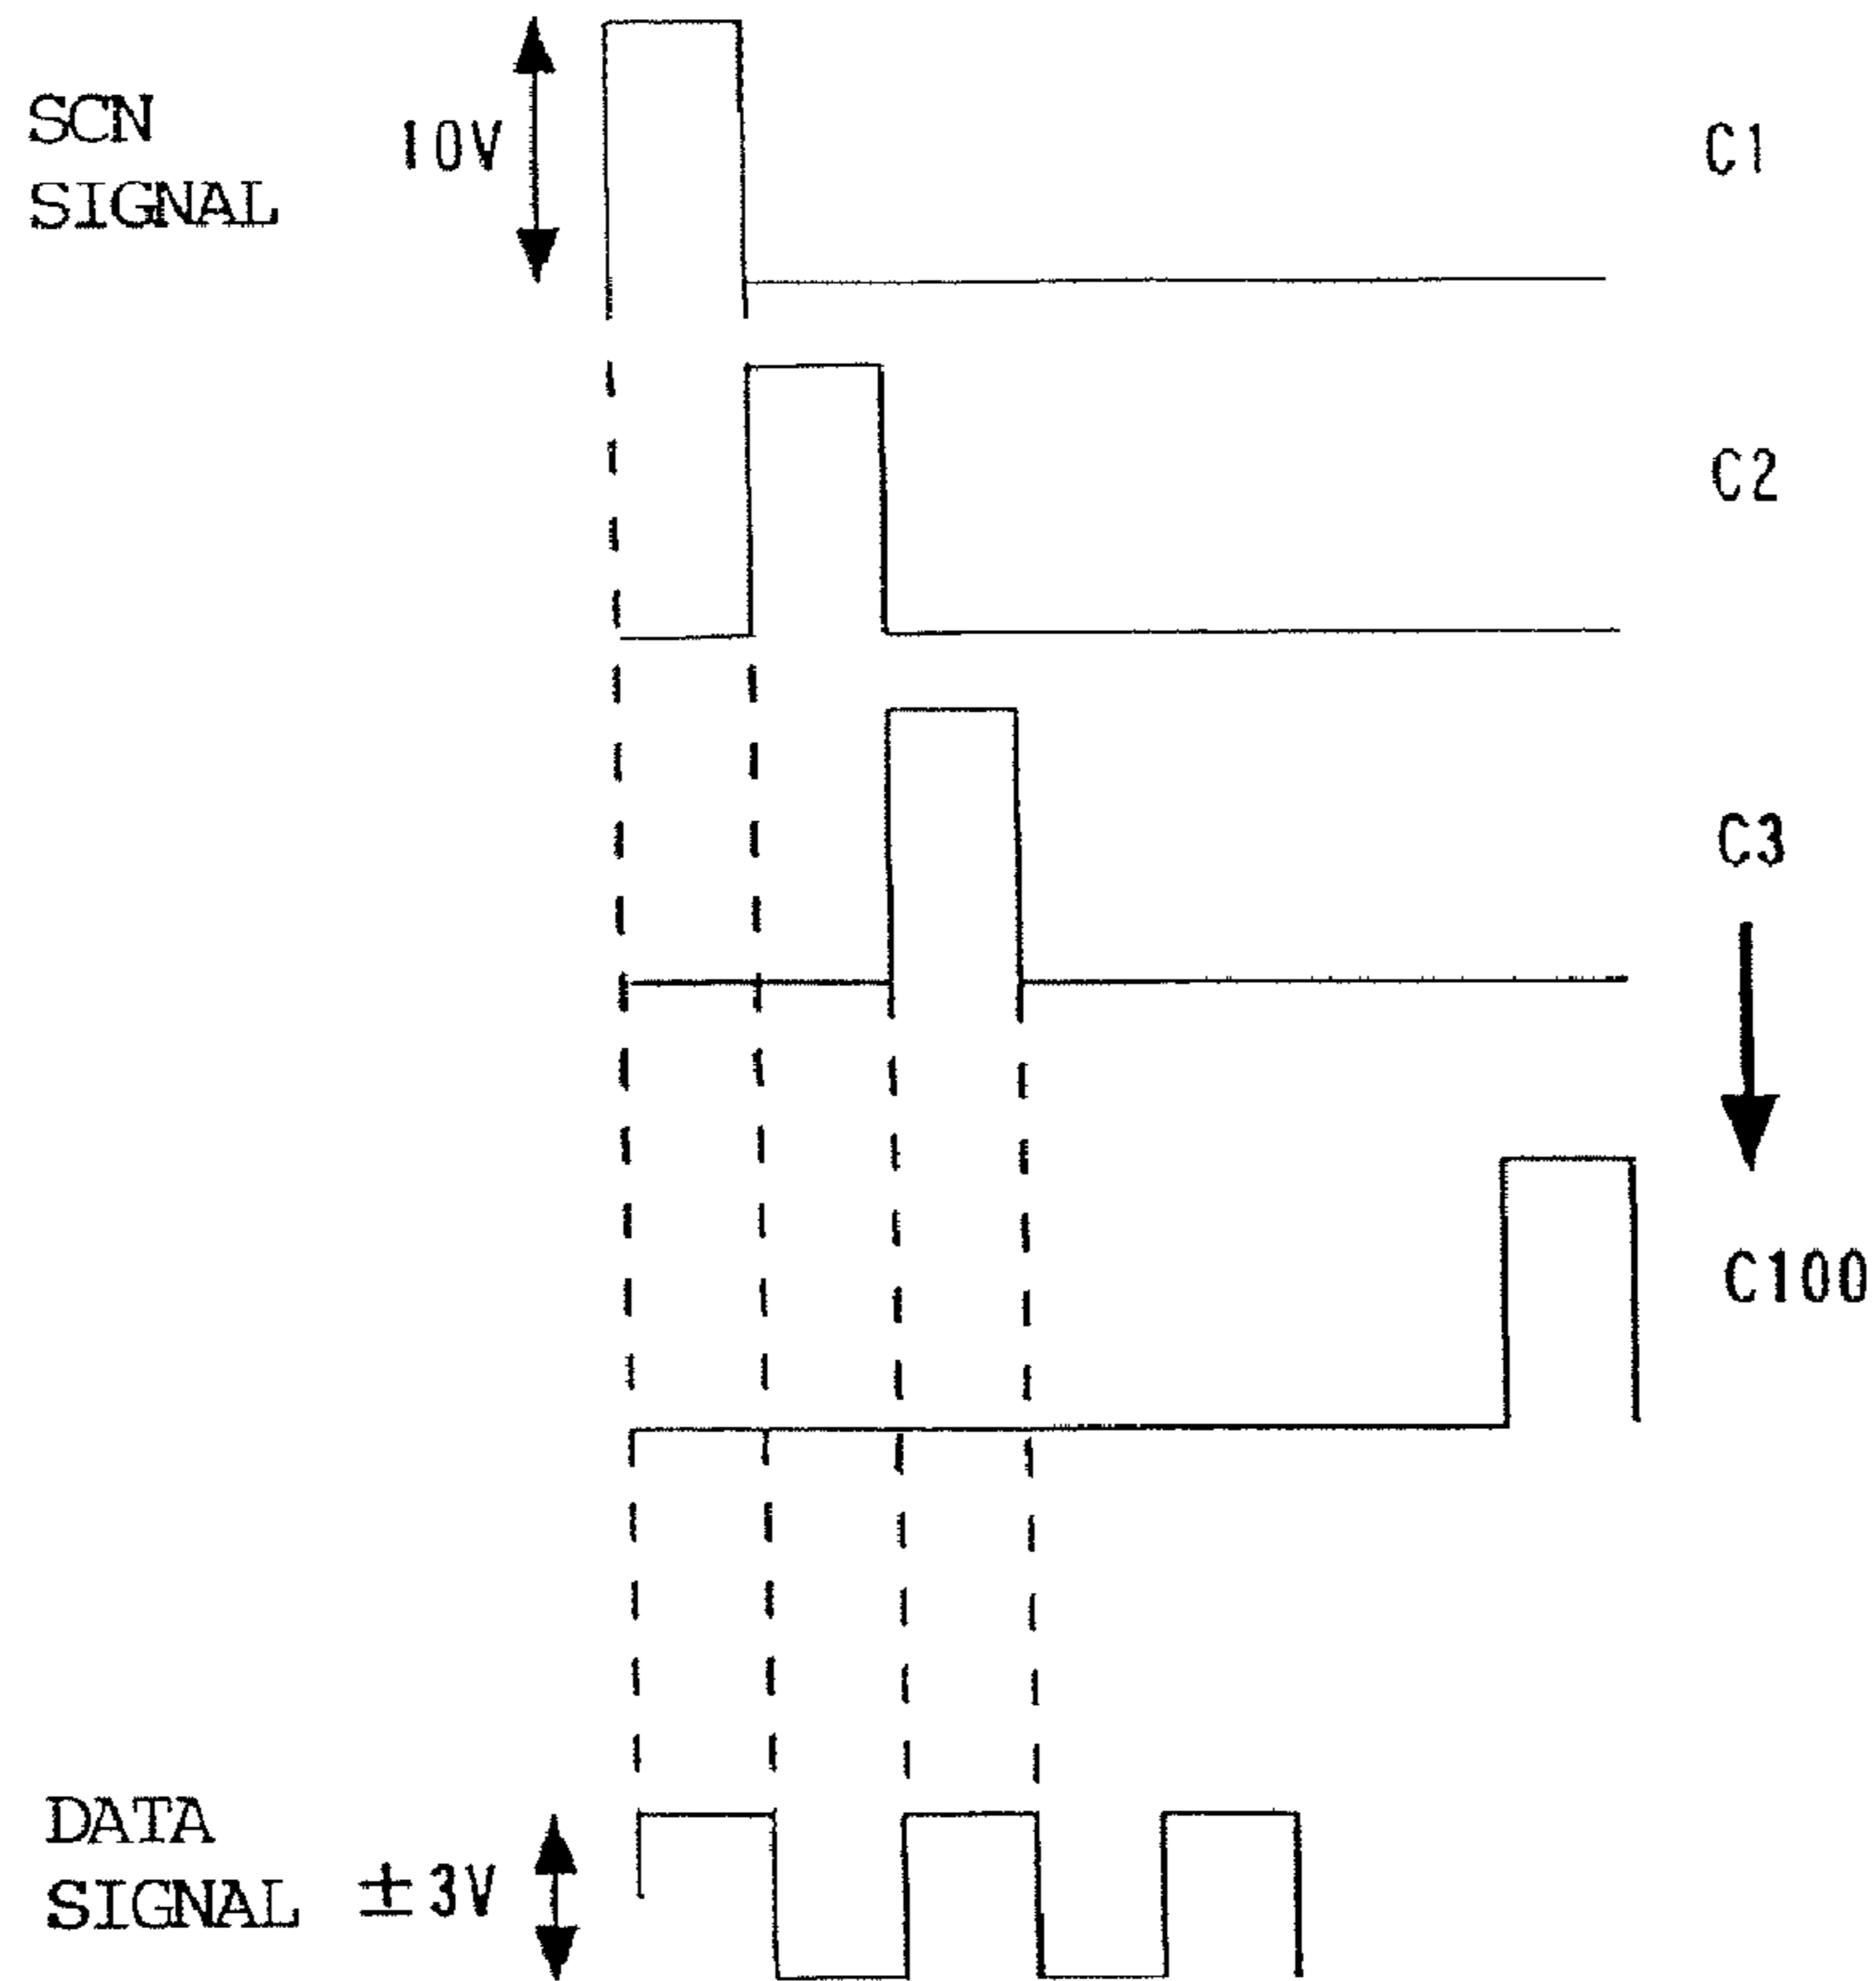 SCN
SIGNAL
10V
C1
C2
C3
C100
DATA
SIGNAL
±3V